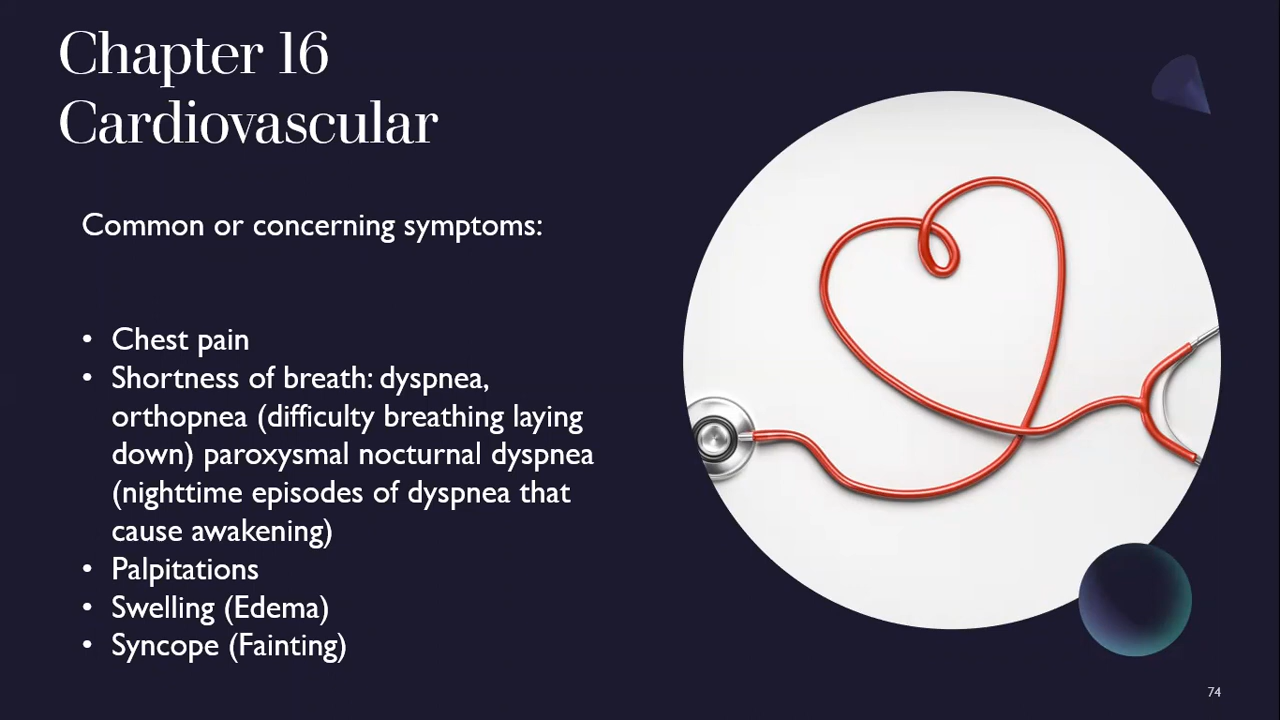 Chapter 16
Cardiovascular
Common or concerning symptoms:
• Chest pain
• Shortness of breath: dyspnea,
orthopnea (difficulty breathing laying
down) paroxysmal nocturnal dyspnea
(nighttime episodes of dyspnea that
cause awakening)
• Palpitations
• Swelling (Edema)
• Syncope (Fainting)
74